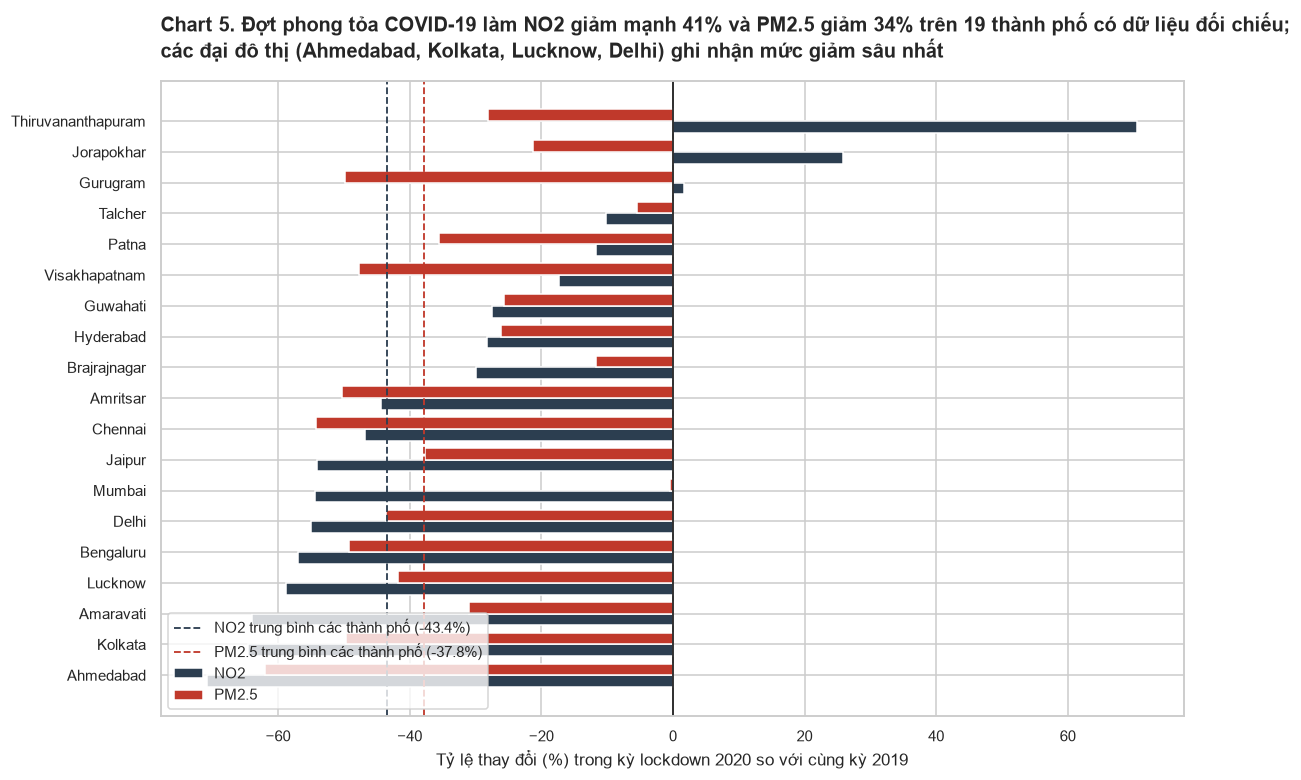 Chart 5. Đợt phong tỏa COVID-19 làm NO2 giảm mạnh 41% và PM2.5 giảm 34% trên 19 thành phố có dữ liệu đối chiếu;
các đại đô thị (Ahmedabad, Kolkata, Lucknow, Delhi) ghi nhận mức giảm sâu nhất
Thiruvananthapuram
Jorapokhar
Gurugram
Talcher
Patna
Visakhapatnam
Guwahati
Hyderabad
Brajrajnagar
Amritsar
Chennai
Jaipur
Mumbai
Delhi
Bengaluru
Lucknow
Amaravati
Kolkata
Ahmedabad
NO2 trung bình các thành phố (-43.4%)
PM2.5 trung bình các thành phố (-37.8%)
NO2
PM2.5
−60 −40 −20 0 20 40 60
Tỷ lệ thay đổi (%) trong kỳ lockdown 2020 so với cùng kỳ 2019